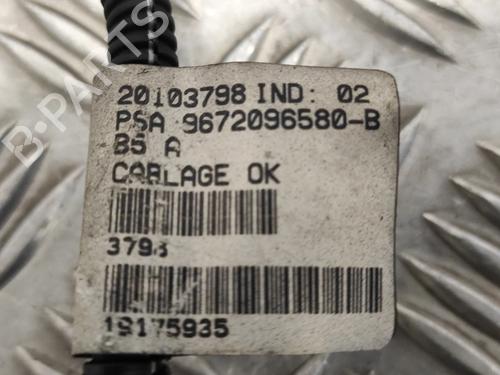 20103798 IND: 02
PSA 9672096580-B
B5 A
CABLAGE OK
3798
19175935
B-PARTS